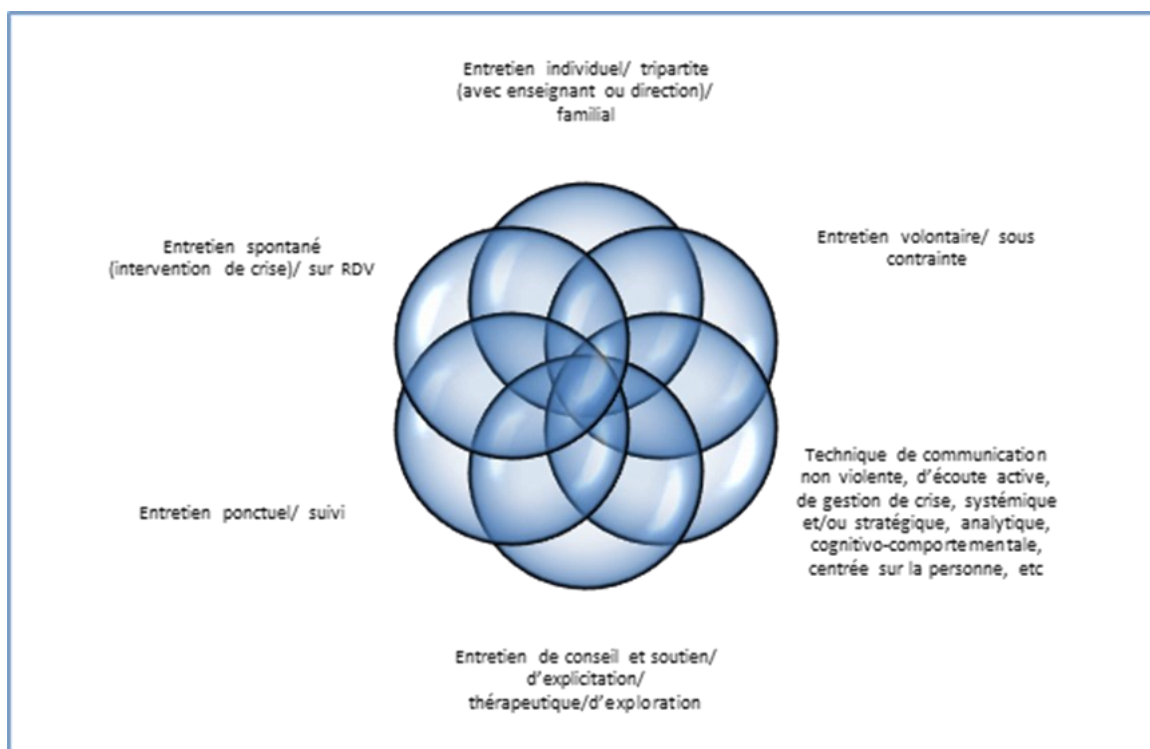 Entretien individuel/ tripartite
(avec enseignant ou direction)/
familial
Entretien spontané
(intervention de crise)/ sur RDV
Entretien volontaire/ sous
contrainte
Entretien ponctuel/ suivi
Technique de communication
non violente, d'écoute active,
de gestion de crise, systémique
et/ou stratégique, analytique,
cognitivo-comportementale,
centrée sur la personne, etc
Entretien de conseil et soutien/
d'explicitation/
thérapeutique/d'exploration